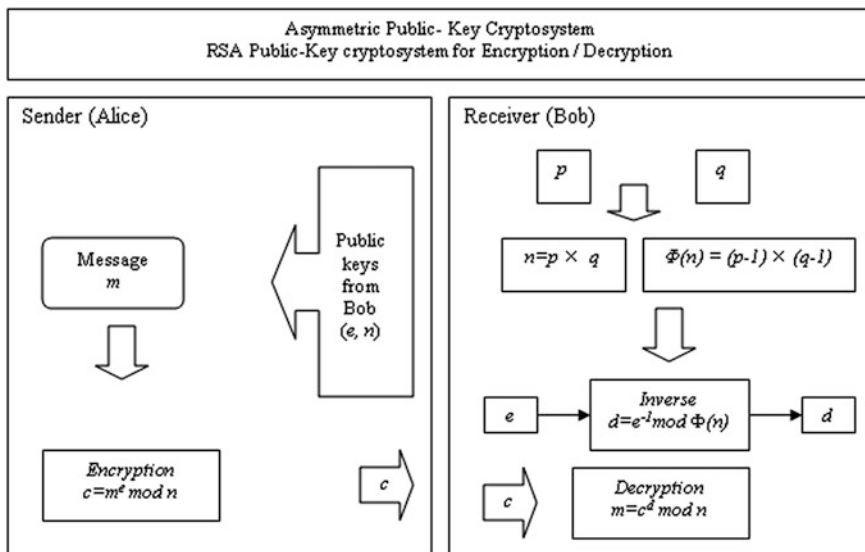 Asymmetric Public- Key Cryptosystem
RSA Public-Key cryptosystem for Encryption / Decryption
Sender (Alice)
Message
m
Public
keys
from
Bob
(e, n)
Encryption
c=mᵉ mod n
c
Receiver (Bob)
p
q
n=p × q
Φ(n) = (p-1) × (q-1)
e
Inverse
d=e⁻¹mod Φ(n)
d
c
Decryption
m=cᵈ mod n